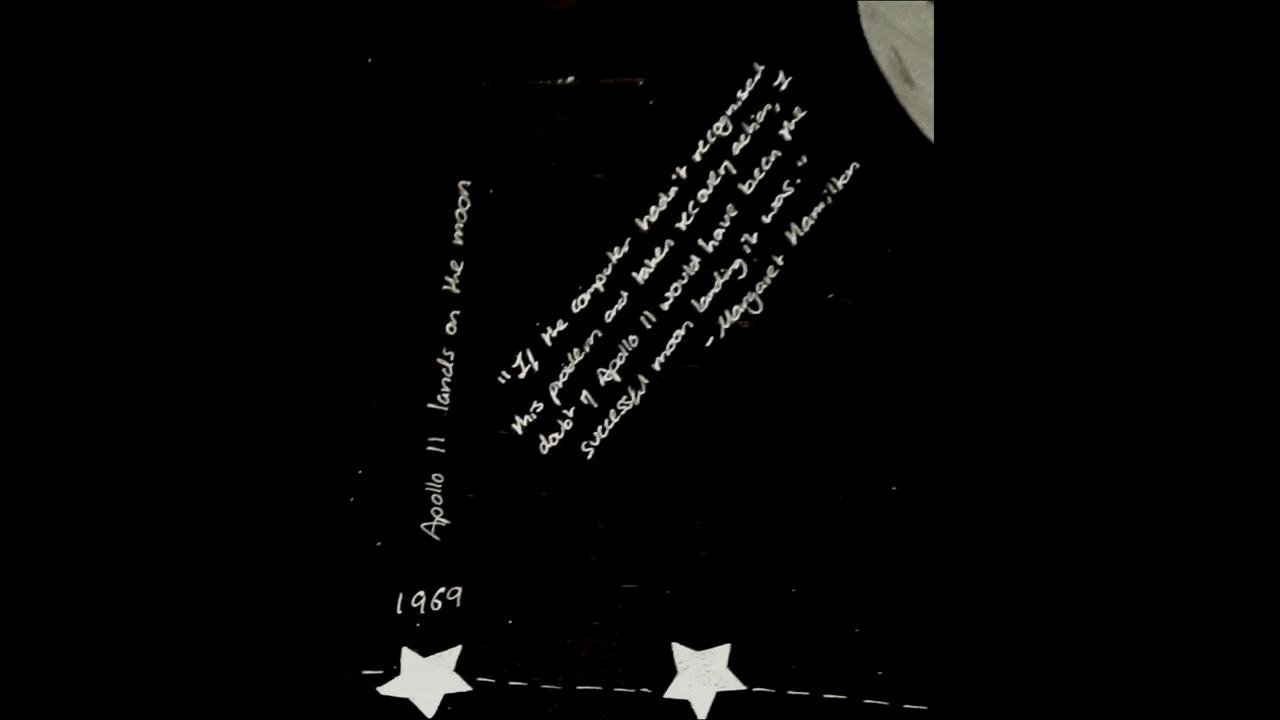 Apollo 11 lands on the moon
1969
"If the computer hadn't recognised
this problem and taken recovery action, I
doubt if Apollo 11 would have been the
successful moon landing it was."
- Margaret Hamilton